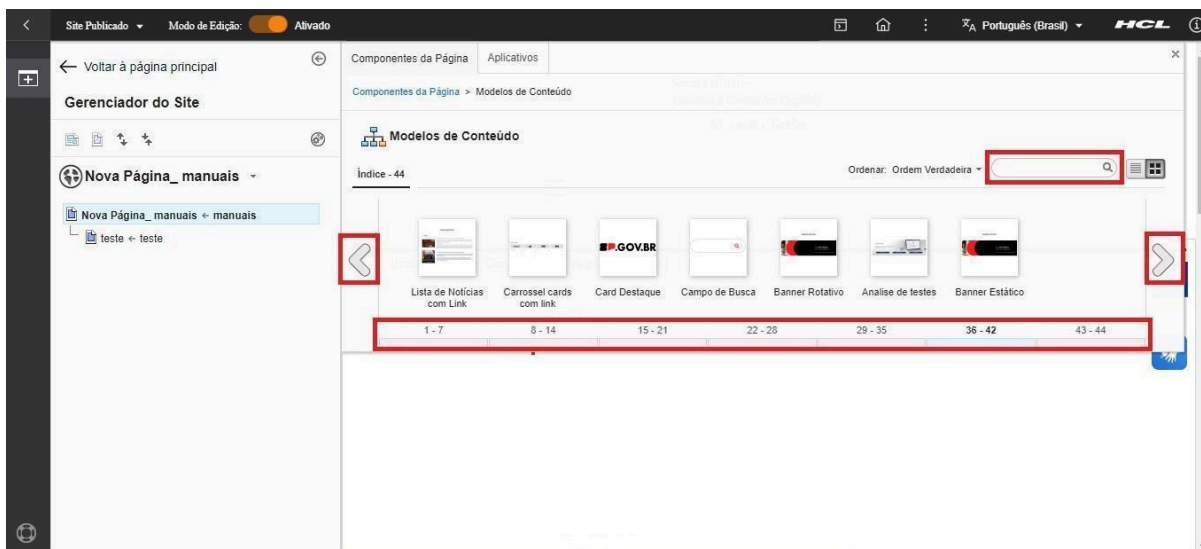 Site Publicado Modo de Edição: Ativado Português (Brasil) HCL
Voltar à página principal
Gerenciador do Site
Nova Página_ manuais
Nova Página_ manuais ← manuais
teste ← teste
Componentes da Página Aplicativos
Componentes da Página > Modelos de Conteúdo
Modelos de Conteúdo
Índice - 44
Ordenar: Ordem Verdadeira
SP.GOV.BR
Lista de Notícias com Link
Carrossel cards com link
Card Destaque
Campo de Busca
Banner Rotativo
Analise de testes
Banner Estático
1 - 7 8 - 14 15 - 21 22 - 28 29 - 35 36 - 42 43 - 44